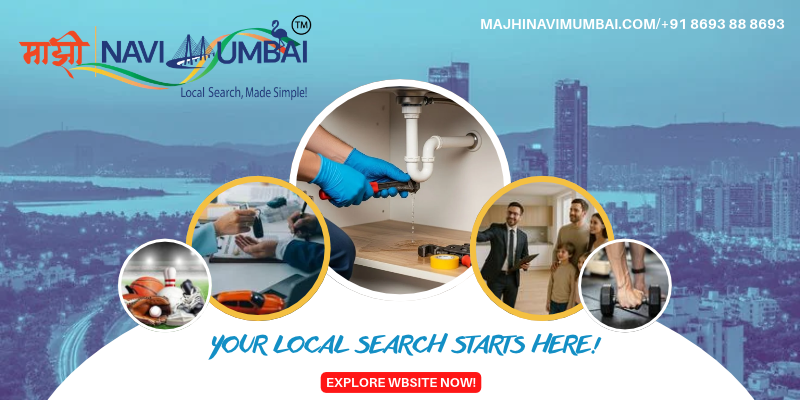 MAJHINAVIMUMBAI.COM/+91 8693 88 8693
माझी NAVI MUMBAI TM
Local Search, Made Simple!
YOUR LOCAL SEARCH STARTS HERE!
EXPLORE WBSITE NOW!